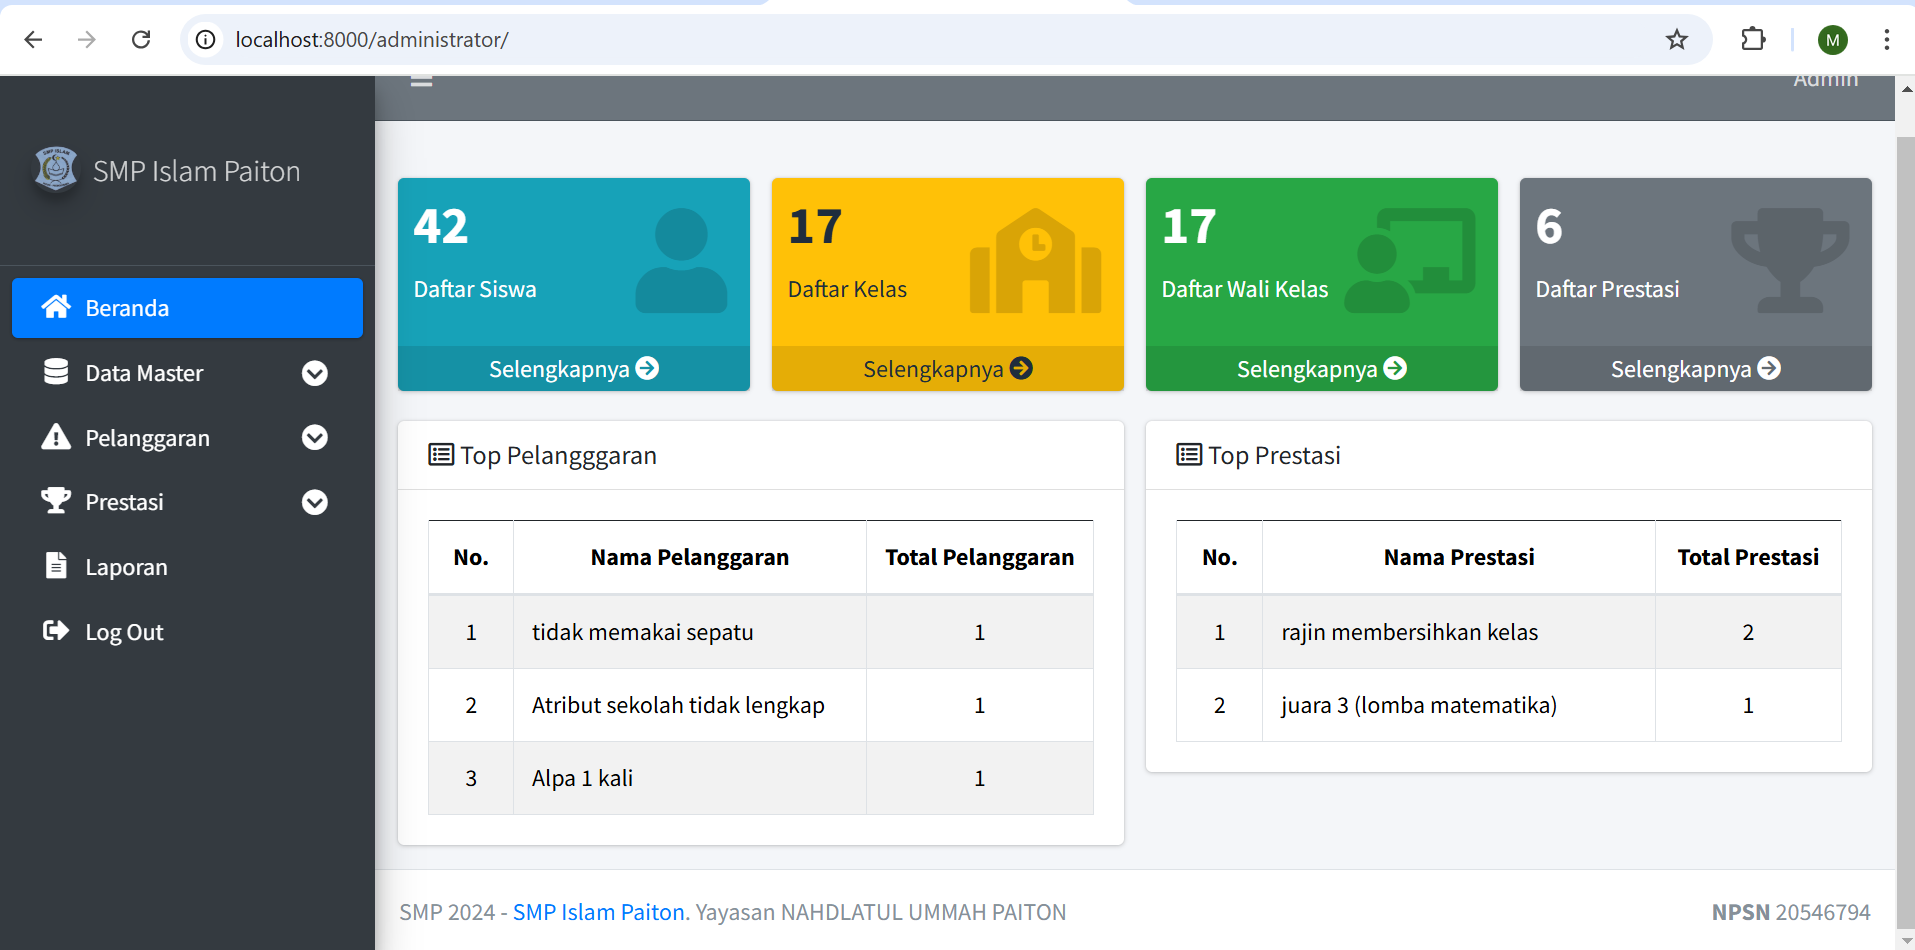 localhost:8000/administrator/
M
Admin
SMP Islam Paiton
Beranda
Data Master
Pelanggaran
Prestasi
Laporan
Log Out
42
Daftar Siswa
Selengkapnya
17
Daftar Kelas
Selengkapnya
17
Daftar Wali Kelas
Selengkapnya
6
Daftar Prestasi
Selengkapnya
Top Pelangggaran
No. Nama Pelanggaran Total Pelanggaran
1 tidak memakai sepatu 1
2 Atribut sekolah tidak lengkap 1
3 Alpa 1 kali 1
Top Prestasi
No. Nama Prestasi Total Prestasi
1 rajin membersihkan kelas 2
2 juara 3 (lomba matematika) 1
SMP 2024 - SMP Islam Paiton. Yayasan NAHDLATUL UMMAH PAITON
NPSN 20546794